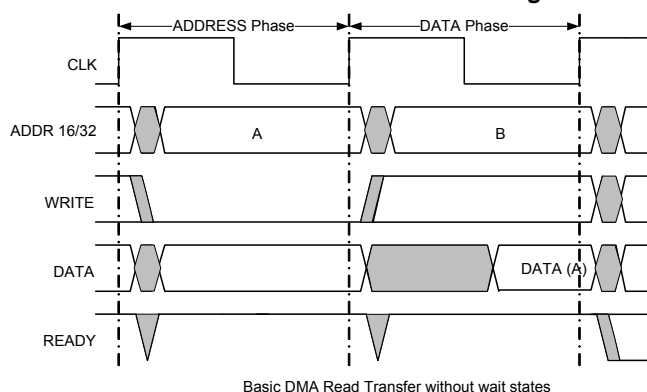 ADDRESS Phase DATA Phase
CLK
ADDR 16/32 A B
WRITE
DATA DATA (A)
READY
Basic DMA Read Transfer without wait states